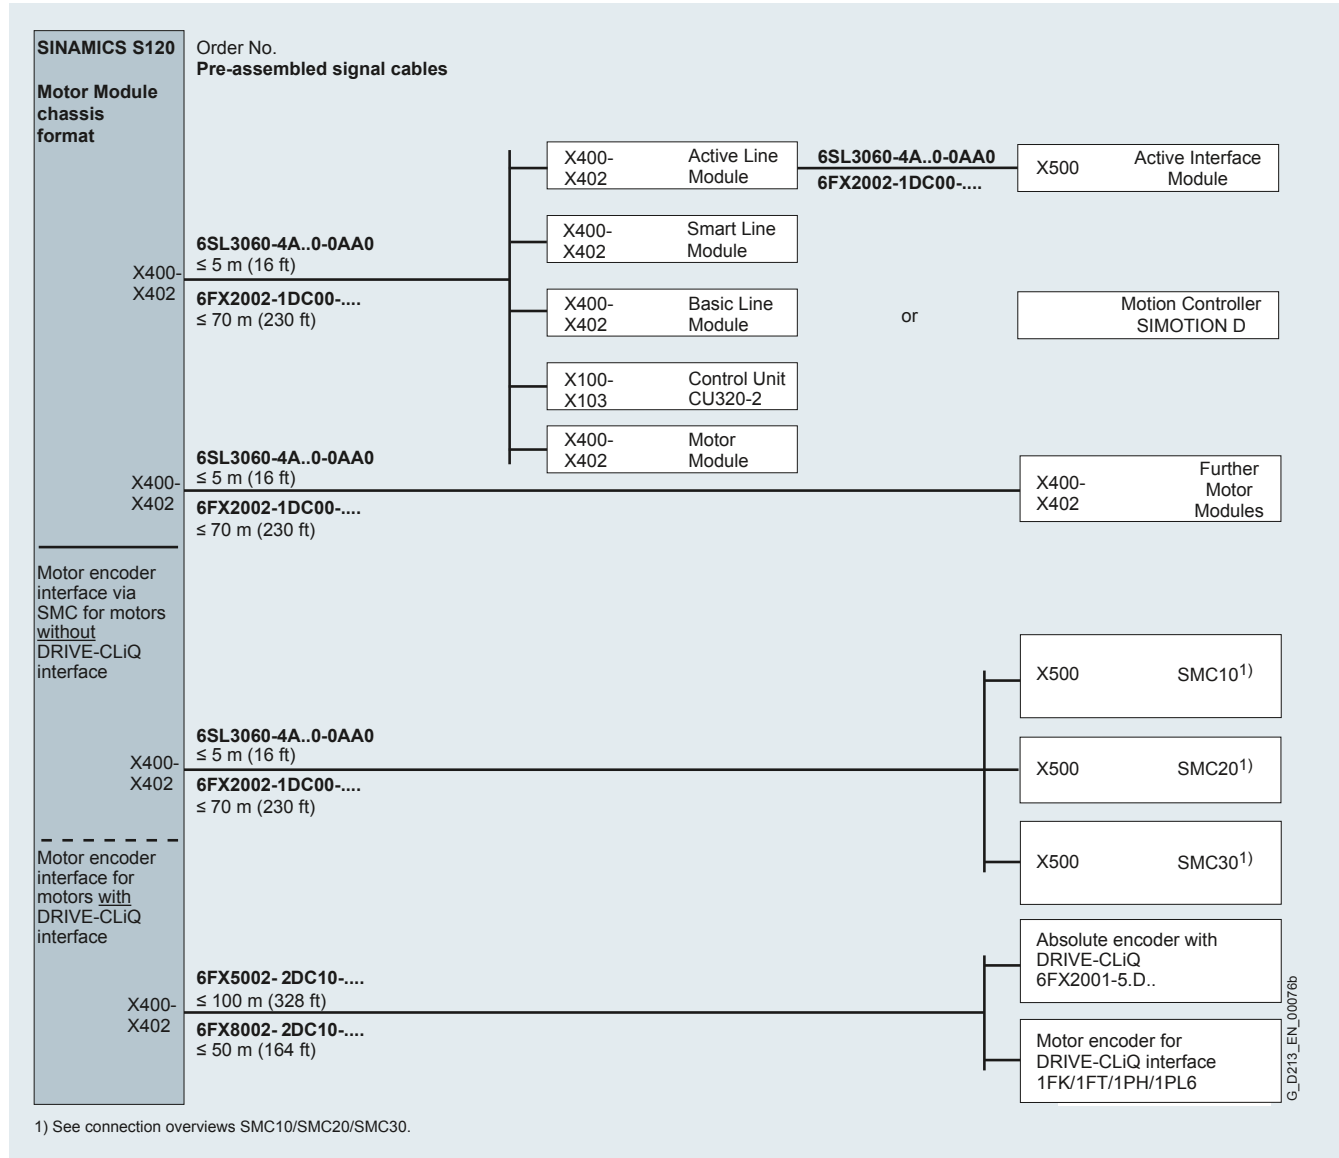 SINAMICS S120
Motor Module
chassis
format
Order No.
Pre-assembled signal cables
X400-
X402
6SL3060-4A..0-0AA0
≤ 5 m (16 ft)
6FX2002-1DC00-....
≤ 70 m (230 ft)
X400-
X402
Active Line
Module
6SL3060-4A..0-0AA0
6FX2002-1DC00-....
X500
Active Interface
Module
X400-
X402
Smart Line
Module
X400-
X402
Basic Line
Module
or
Motion Controller
SIMOTION D
X100-
X103
Control Unit
CU320-2
X400-
X402
Motor
Module
X400-
X402
6SL3060-4A..0-0AA0
≤ 5 m (16 ft)
6FX2002-1DC00-....
≤ 70 m (230 ft)
X400-
X402
Further
Motor
Modules
Motor encoder
interface via
SMC for motors
without
DRIVE-CLiQ
interface
X400-
X402
6SL3060-4A..0-0AA0
≤ 5 m (16 ft)
6FX2002-1DC00-....
≤ 70 m (230 ft)
X500 SMC10 1)
X500 SMC20 1)
X500 SMC30 1)
Motor encoder
interface for
motors with
DRIVE-CLiQ
interface
X400-
X402
6FX5002- 2DC10-....
≤ 100 m (328 ft)
6FX8002- 2DC10-....
≤ 50 m (164 ft)
Absolute encoder with
DRIVE-CLiQ
6FX2001-5.D..
Motor encoder for
DRIVE-CLiQ interface
1FK/1FT/1PH/1PL6
G_D213_EN_00076b
1) See connection overviews SMC10/SMC20/SMC30.